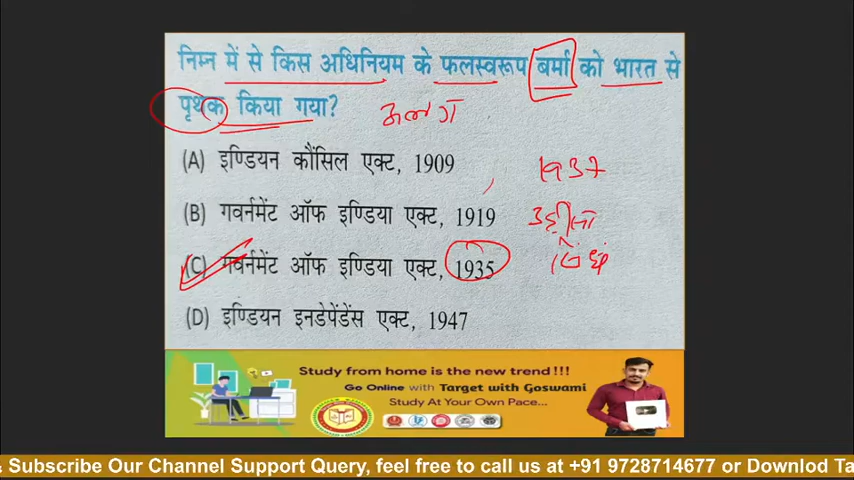 निम्न में से किस अधिनियम के फलस्वरूप बर्मा को भारत से
पृथक किया गया?
अलग
(A) इण्डियन कौंसिल एक्ट, 1909
1937
(B) गवर्नमेंट ऑफ इण्डिया एक्ट, 1919
उड़ीसा
(C) गवर्नमेंट ऑफ इण्डिया एक्ट, 1935
सिंध
(D) इण्डियन इनडेपेंडेंस एक्ट, 1947
Study from home is the new trend !!!
Go Online with Target with Goswami
Study At Your Own Pace...
& Subscribe Our Channel Support Query, feel free to call us at +91 9728714677 or Downlod Ta